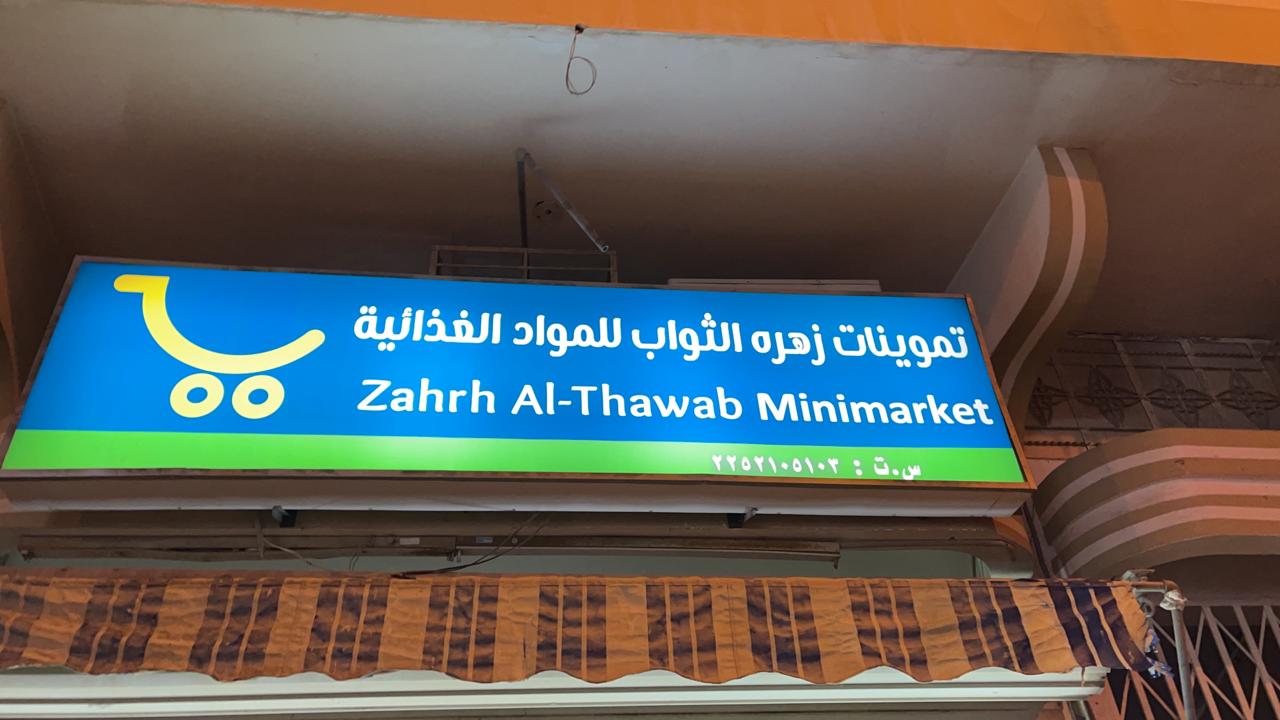 تموينات زهره الثواب للمواد الغذائية
Zahrh Al-Thawab Minimarket
س.ت : ٢٢٥٢١٠٥١٠٣